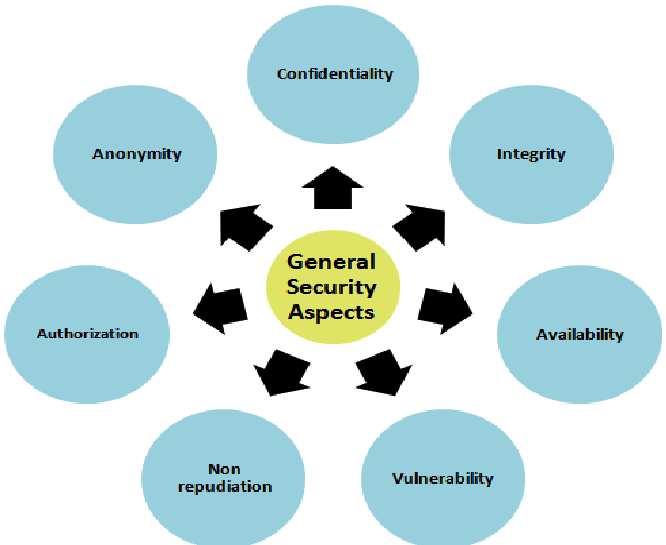 Confidentiality
Anonymity
Integrity
General
Security
Aspects
Authorization
Availability
Non
repudiation
Vulnerability